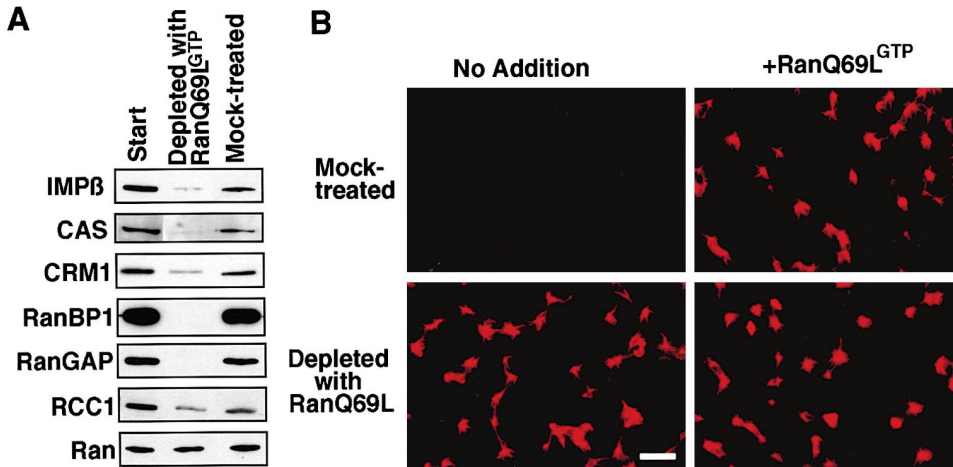 A
B
Start
Depleted with
RanQ69L GTP
Mock-treated
IMPß
CAS
CRM1
RanBP1
RanGAP
RCC1
Ran
No Addition
+RanQ69L GTP
Mock-
treated
Depleted
with
RanQ69L